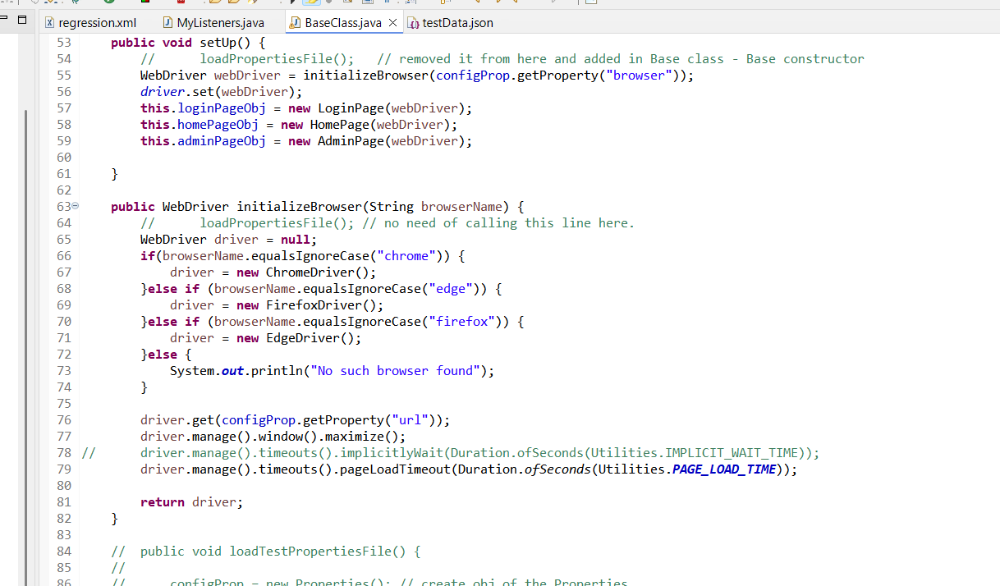 regression.xml MyListeners.java BaseClass.java testData.json
53 public void setUp() {
54 // loadPropertiesFile(); // removed it from here and added in Base class - Base constructor
55 WebDriver webDriver = initializeBrowser(configProp.getProperty("browser"));
56 driver.set(webDriver);
57 this.loginPageObj = new LoginPage(webDriver);
58 this.homePageObj = new HomePage(webDriver);
59 this.adminPageObj = new AdminPage(webDriver);
60
61 }
62
63 public WebDriver initializeBrowser(String browserName) {
64 // loadPropertiesFile(); // no need of calling this line here.
65 WebDriver driver = null;
66 if(browserName.equalsIgnoreCase("chrome")) {
67 driver = new ChromeDriver();
68 }else if (browserName.equalsIgnoreCase("edge")) {
69 driver = new FirefoxDriver();
70 }else if (browserName.equalsIgnoreCase("firefox")) {
71 driver = new EdgeDriver();
72 }else {
73 System.out.println("No such browser found");
74 }
75
76 driver.get(configProp.getProperty("url"));
77 driver.manage().window().maximize();
78 // driver.manage().timeouts().implicitlyWait(Duration.ofSeconds(Utilities.IMPLICIT_WAIT_TIME));
79 driver.manage().timeouts().pageLoadTimeout(Duration.ofSeconds(Utilities.PAGE_LOAD_TIME));
80
81 return driver;
82 }
83
84 // public void loadTestPropertiesFile() {
85 //
86 // configProp = new Properties(); // create obj of the Properties